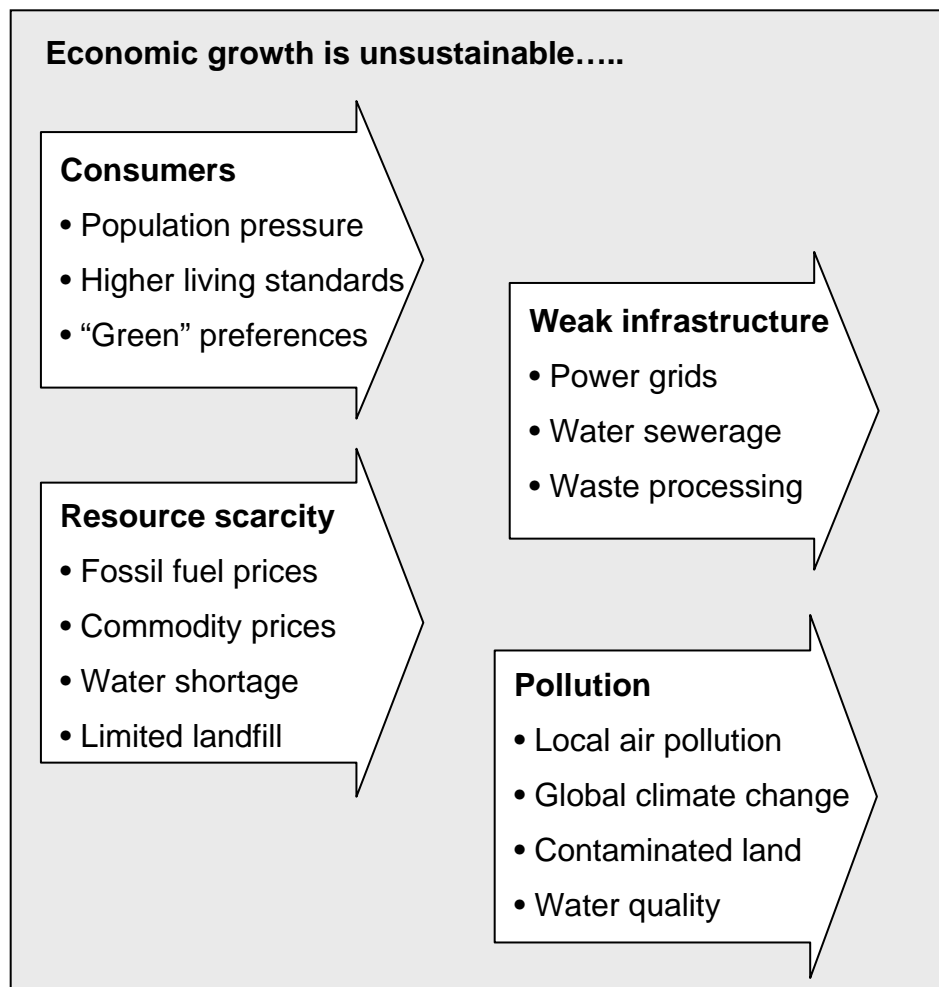 Economic growth is unsustainable…..
Consumers
• Population pressure
• Higher living standards
• “Green” preferences
Resource scarcity
• Fossil fuel prices
• Commodity prices
• Water shortage
• Limited landfill
Weak infrastructure
• Power grids
• Water sewerage
• Waste processing
Pollution
• Local air pollution
• Global climate change
• Contaminated land
• Water quality